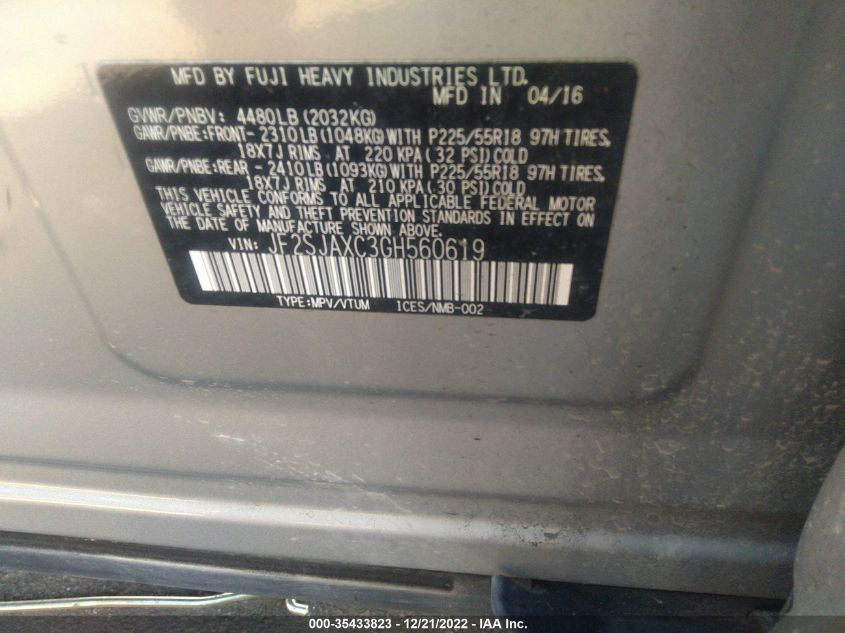 MFD BY FUJI HEAVY INDUSTRIES LTD.
MFD IN 04/16
GVWR/PNBV: 4480LB(2032KG)
GAWR/PNBE:FRONT-2310LB(1048KG)WITH P225/55R18 97H TIRES,
18X7J RIMS AT 220 KPA(32 PSI)COLD
GAWR/PNBE:REAR -2410LB(1093KG)WITH P225/55R18 97H TIRES,
18X7J RIMS AT 210 KPA(30 PSI)COLD
THIS VEHICLE CONFORMS TO ALL APPLICABLE FEDERAL MOTOR
VEHICLE SAFETY AND THEFT PREVENTION STANDARDS IN EFFECT ON
THE DATE OF MANUFACTURE SHOWN ABOVE.
VIN: JF2SJAXC3GH560619
TYPE:MPV/VTUM ICES/NMB-002
000-35433823 - 12/21/2022 - IAA Inc.